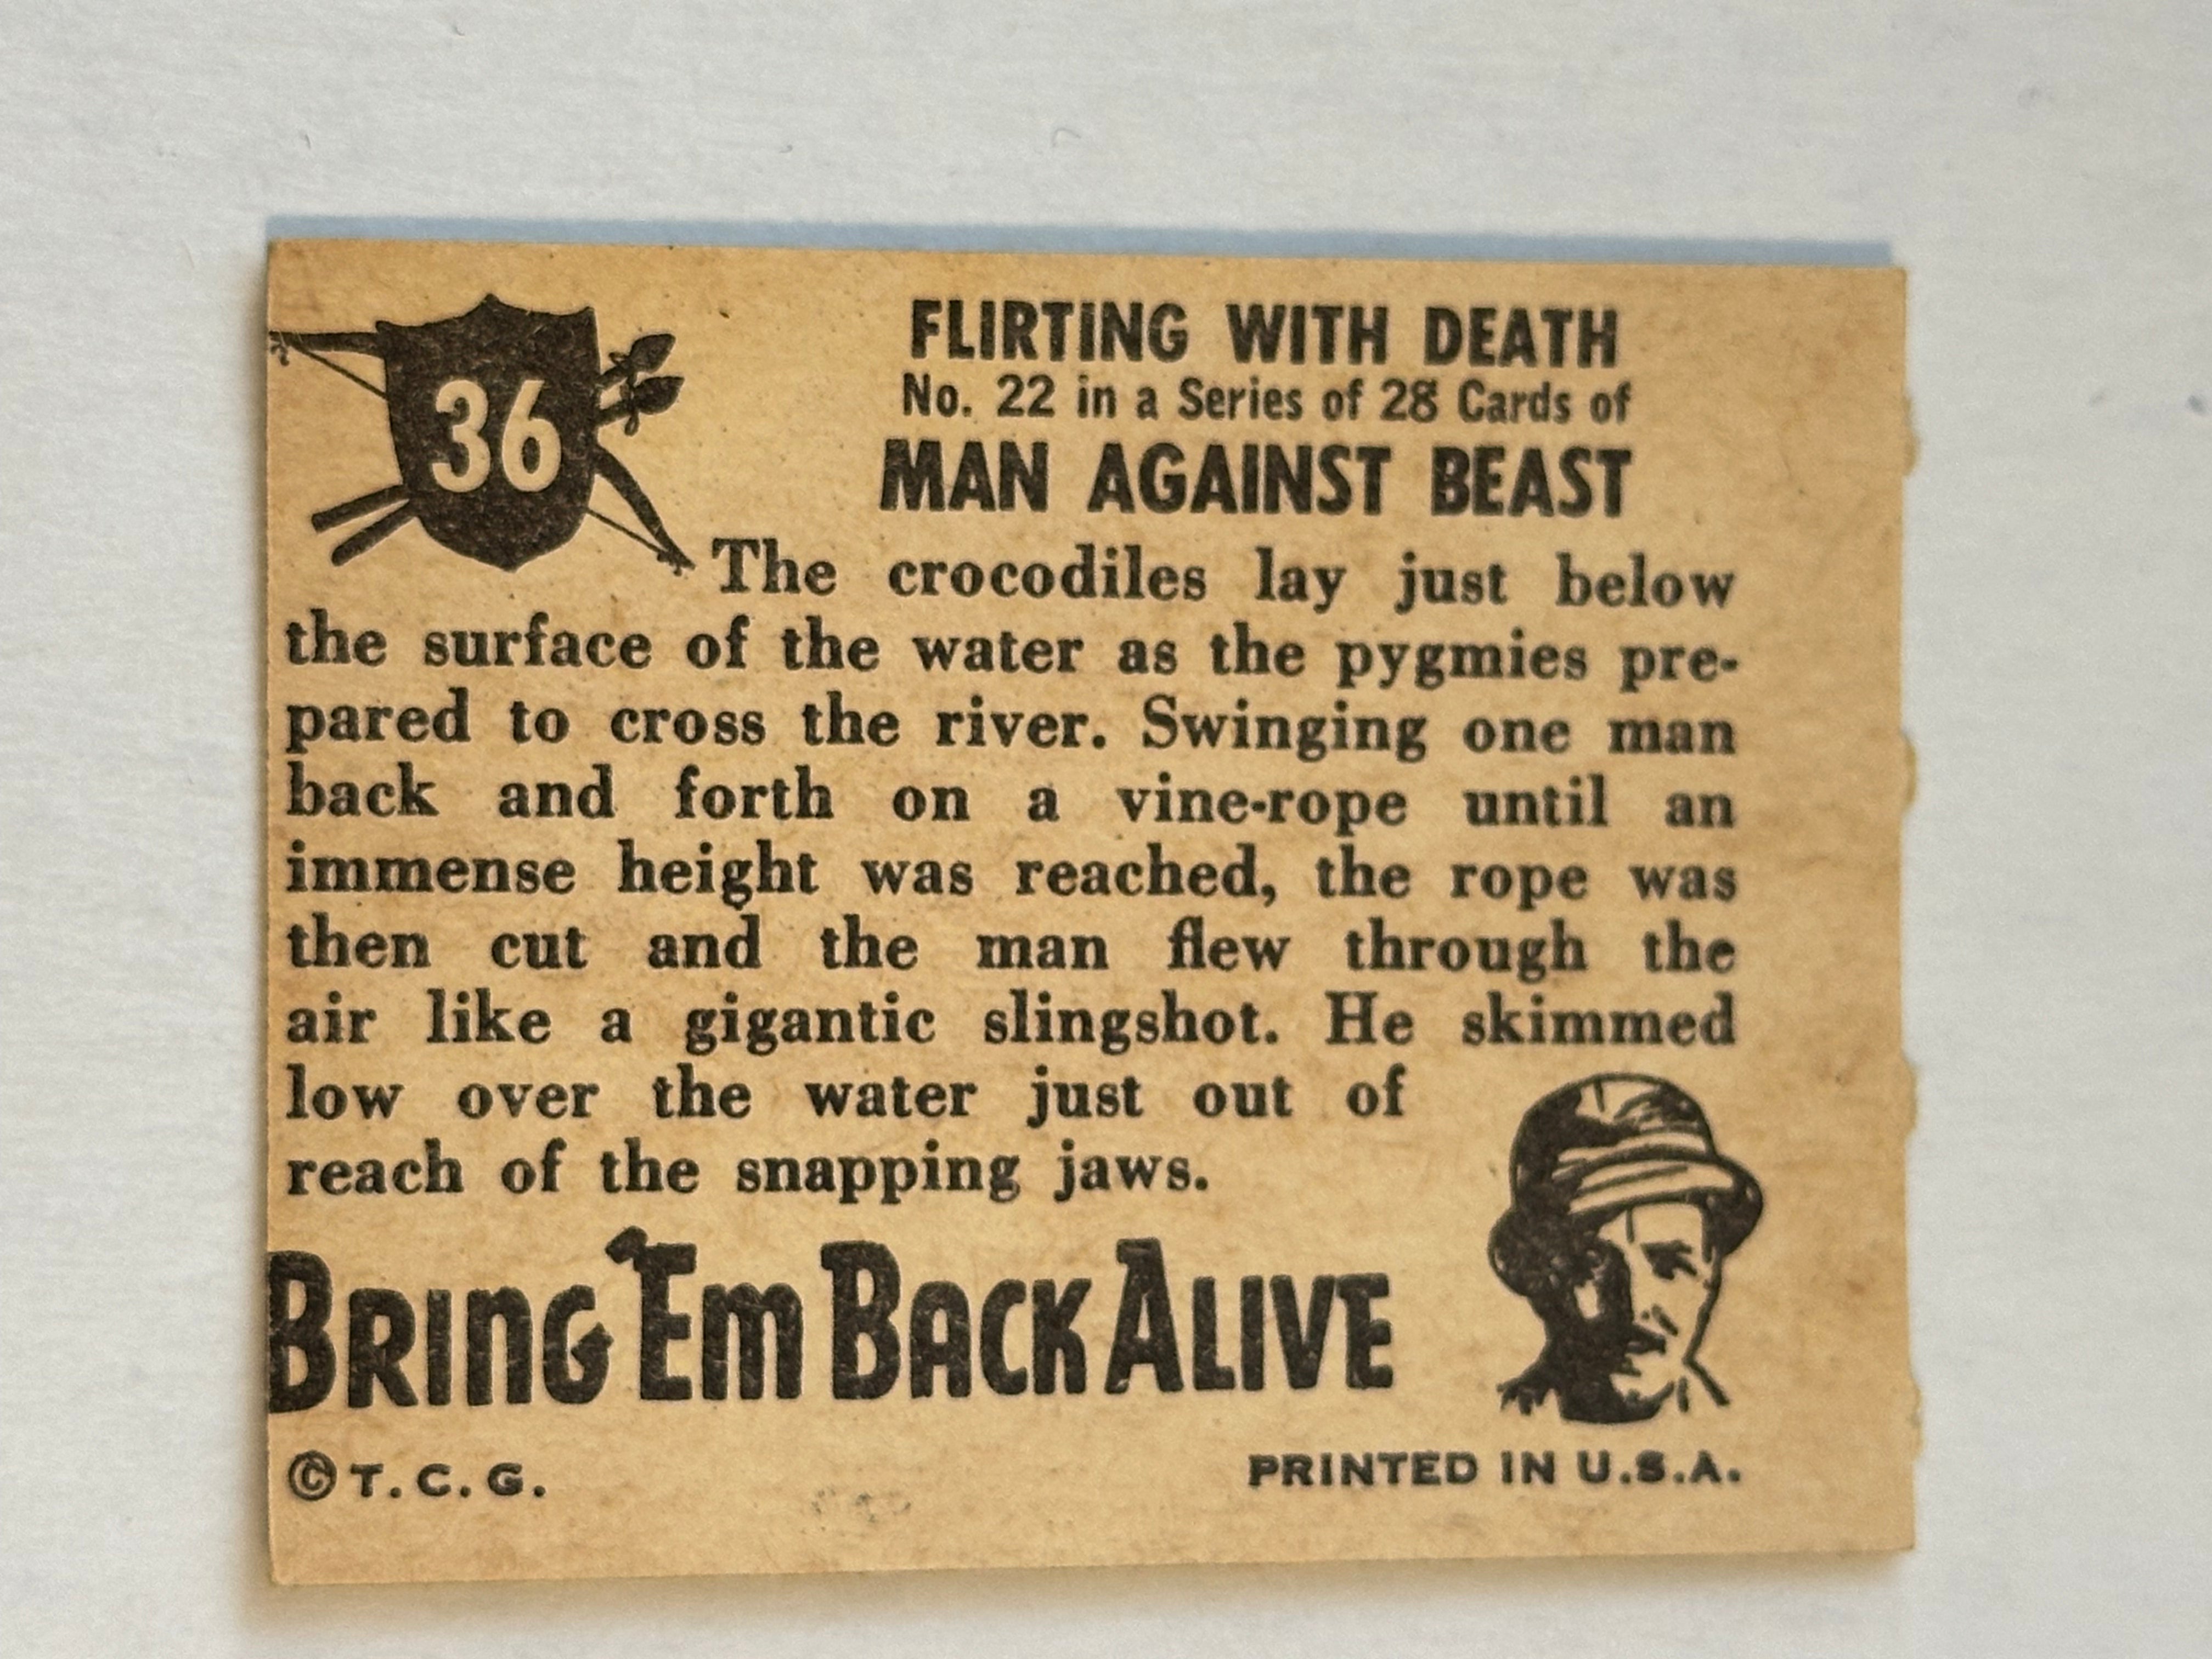 36
FLIRTING WITH DEATH
No. 22 in a Series of 28 Cards of
MAN AGAINST BEAST
The crocodiles lay just below
the surface of the water as the pygmies pre-
pared to cross the river. Swinging one man
back and forth on a vine-rope until an
immense height was reached, the rope was
then cut and the man flew through the
air like a gigantic slingshot. He skimmed
low over the water just out of
reach of the snapping jaws.
BRING 'EM BACK ALIVE
© T. C. G.
PRINTED IN U.S.A.